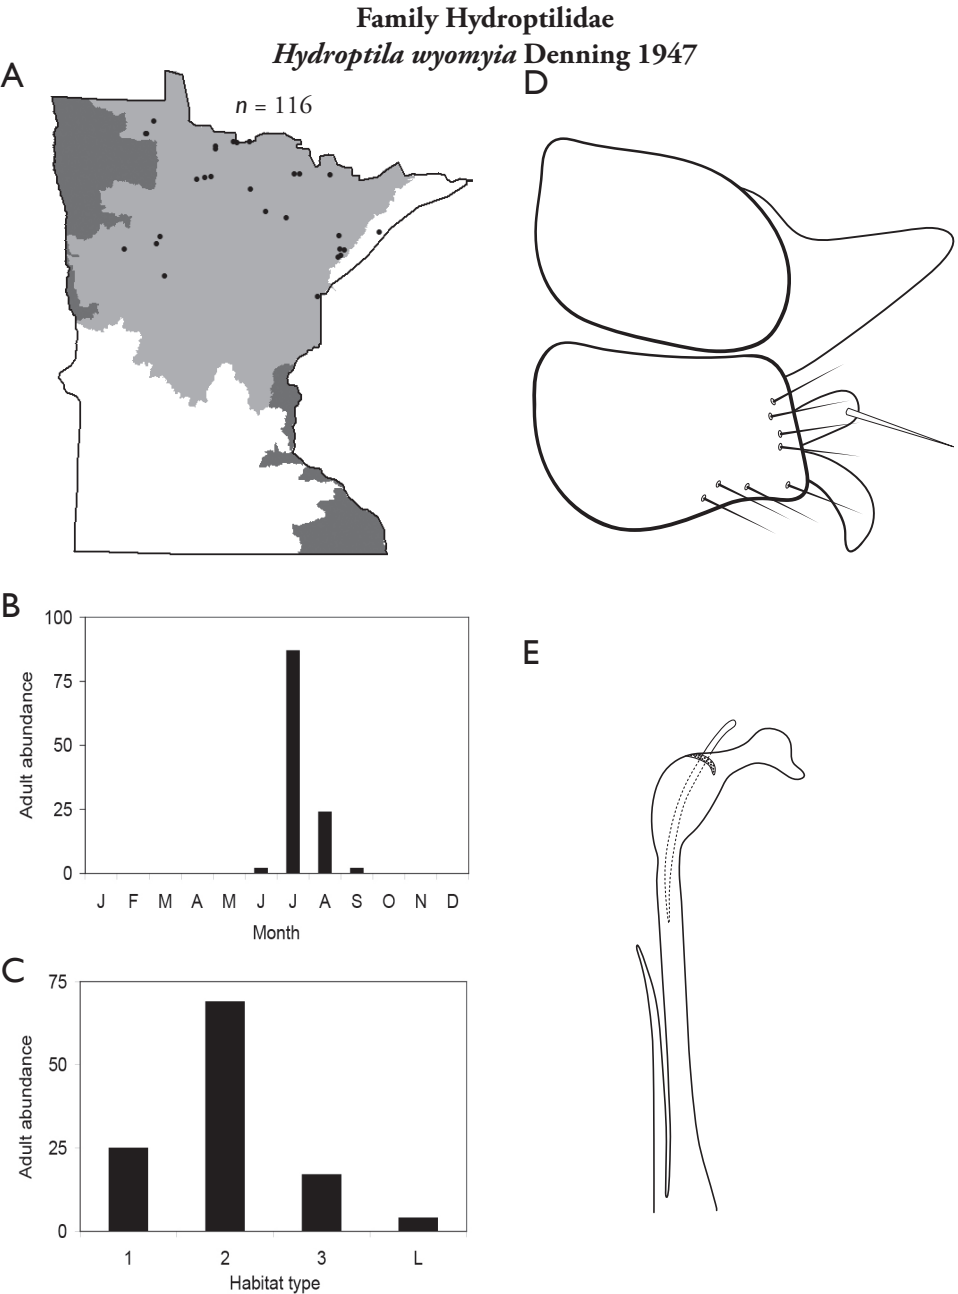 Family Hydroptilidae
Hydroptila wyomyia Denning 1947
A
n = 116
D
B
100
75
50
25
0
Adult abundance
J F M A M J J A S O N D
Month
E
C
75
50
25
0
Adult abundance
1 2 3 L
Habitat type